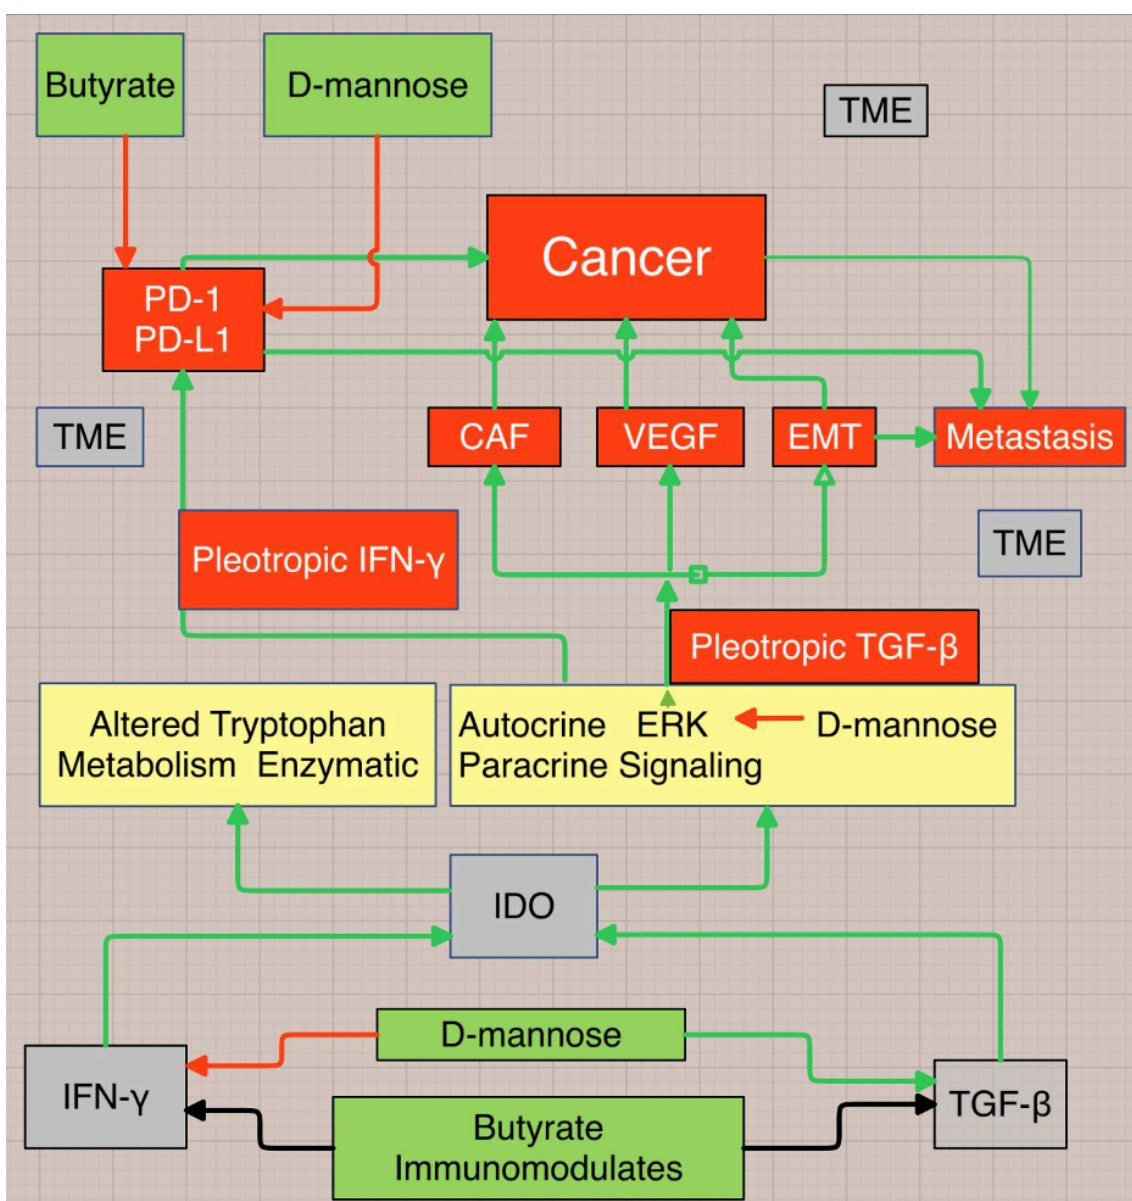 Butyrate
D-mannose
TME
Cancer
PD-1
PD-L1
TME
CAF
VEGF
EMT
Metastasis
Pleotropic IFN-γ
TME
Pleotropic TGF-β
Altered Tryptophan
Metabolism Enzymatic
Autocrine ERK D-mannose
Paracrine Signaling
IDO
D-mannose
IFN-γ
TGF-β
Butyrate
Immunomodulates